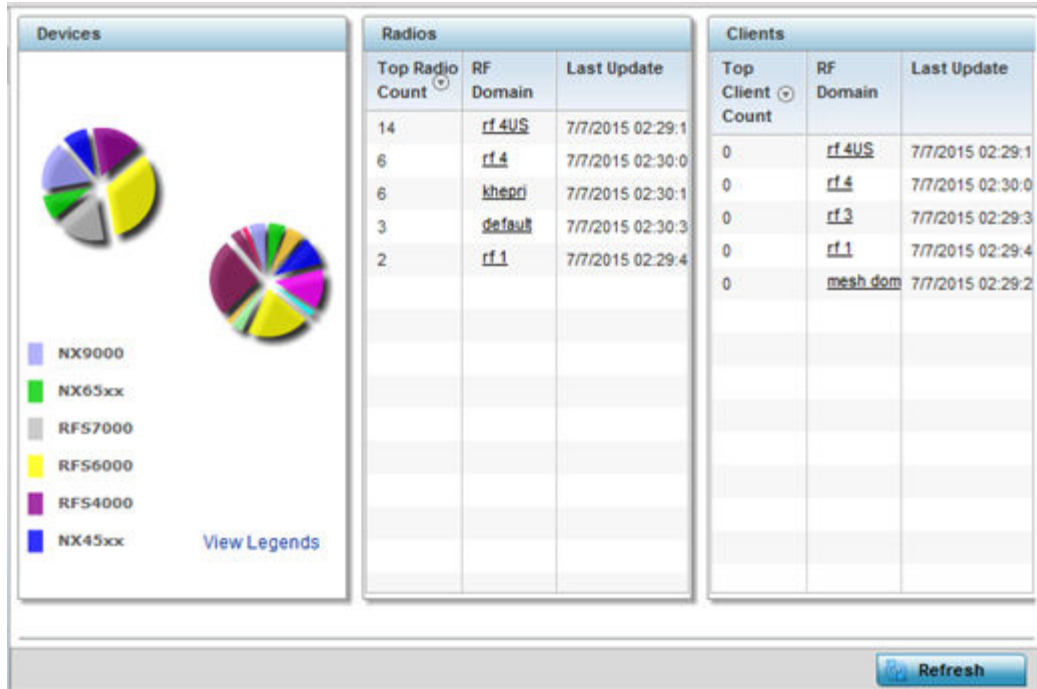 Devices
NX9000
NX65xx
RFS7000
RFS6000
RFS4000
NX45xx
View Legends
Radios
Top Radio Count RF Domain Last Update
14 rf 4US 7/7/2015 02:29:1
6 rf 4 7/7/2015 02:30:0
6 khepri 7/7/2015 02:30:1
3 default 7/7/2015 02:30:3
2 rf 1 7/7/2015 02:29:4
Clients
Top Client Count RF Domain Last Update
0 rf 4US 7/7/2015 02:29:1
0 rf 4 7/7/2015 02:30:0
0 rf 3 7/7/2015 02:29:3
0 rf 1 7/7/2015 02:29:4
0 mesh dom 7/7/2015 02:29:2
Refresh